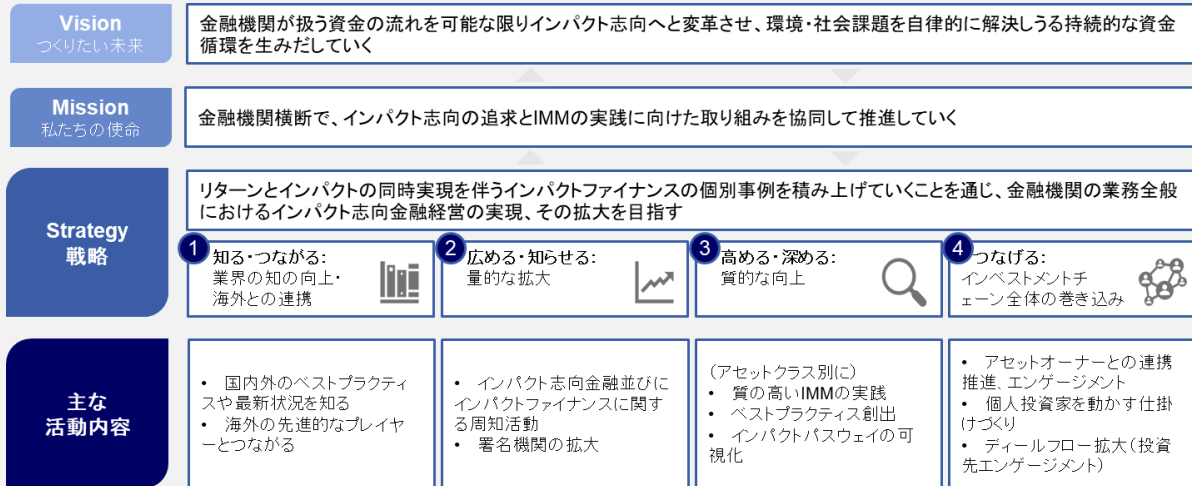 Vision
つくりたい未来
金融機関が扱う資金の流れを可能な限りインパクト志向へと変革させ、環境・社会課題を自律的に解決しうる持続的な資金
循環を生みだしていく
Mission
私たちの使命
金融機関横断で、インパクト志向の追求とIMMの実践に向けた取り組みを協同して推進していく
Strategy
戦略
リターンとインパクトの同時実現を伴うインパクトファイナンスの個別事例を積み上げていくことを通じ、金融機関の業務全般
におけるインパクト志向金融経営の実現、その拡大を目指す
1
知る・つながる:
業界の知の向上・
海外との連携
2
広める・知らせる:
量的な拡大
3
高める・深める:
質的な向上
4
つなげる:
インベストメントチ
ェーン全体の巻き込み
主な
活動内容
• 国内外のベストプラクティ
スや最新状況を知る
• 海外の先進的なプレイヤ
ーとつながる
• インパクト志向金融並びに
インパクトファイナンスに関す
る周知活動
• 署名機関の拡大
(アセットクラス別に)
• 質の高いIMMの実践
• ベストプラクティス創出
• インパクトパスウェイの可
視化
• アセットオーナーとの連携
推進、エンゲージメント
• 個人投資家を動かす仕掛
けづくり
• ディールフロー拡大(投資
先エンゲージメント)